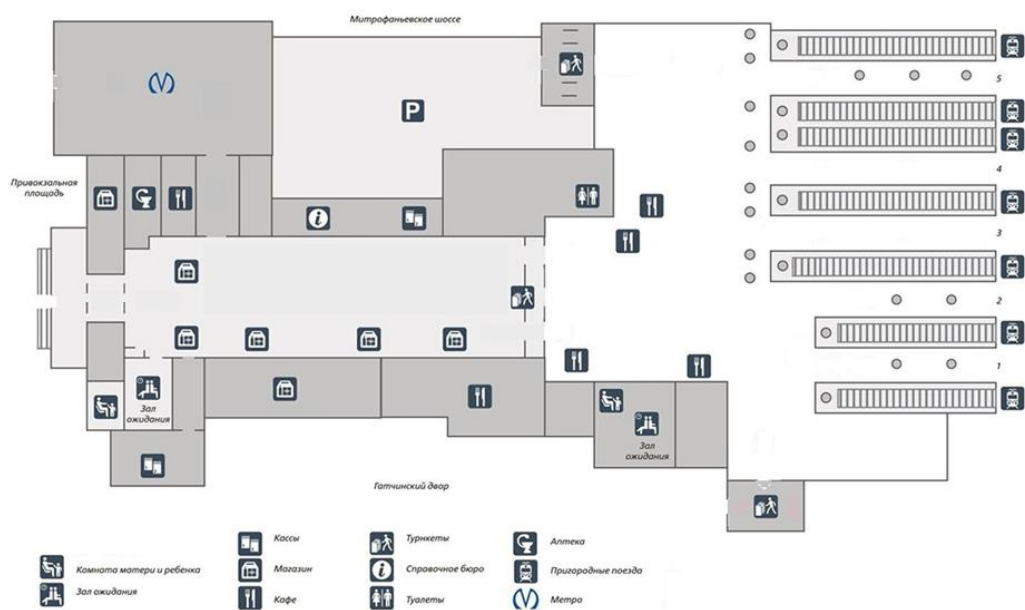 Митрофаньевское шоссе
P
5
4
Привокзальная
площадь
i
3
2
1
Зал
ожидания
Зал
ожидания
Гатчинский двор
Кассы
Турнкеты
Аптека
Комната матери и ребенка
Магазин
i
Справочное бюро
Пригородные поезда
Зал ожидания
Кафе
Туалеты
Метро